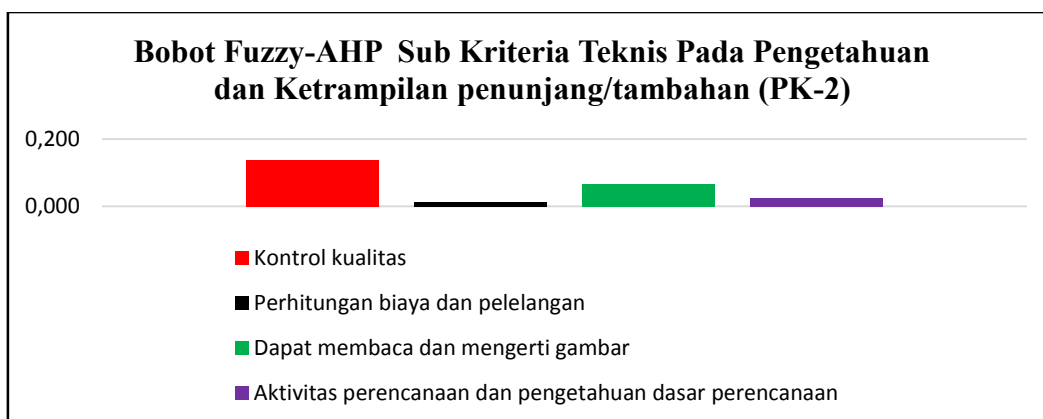 Bobot Fuzzy-AHP Sub Kriteria Teknis Pada Pengetahuan
dan Ketrampilan penunjang/tambahan (PK-2)
0,200
0,000
Kontrol kualitas
Perhitungan biaya dan pelelangan
Dapat membaca dan mengerti gambar
Aktivitas perencanaan dan pengetahuan dasar perencanaan